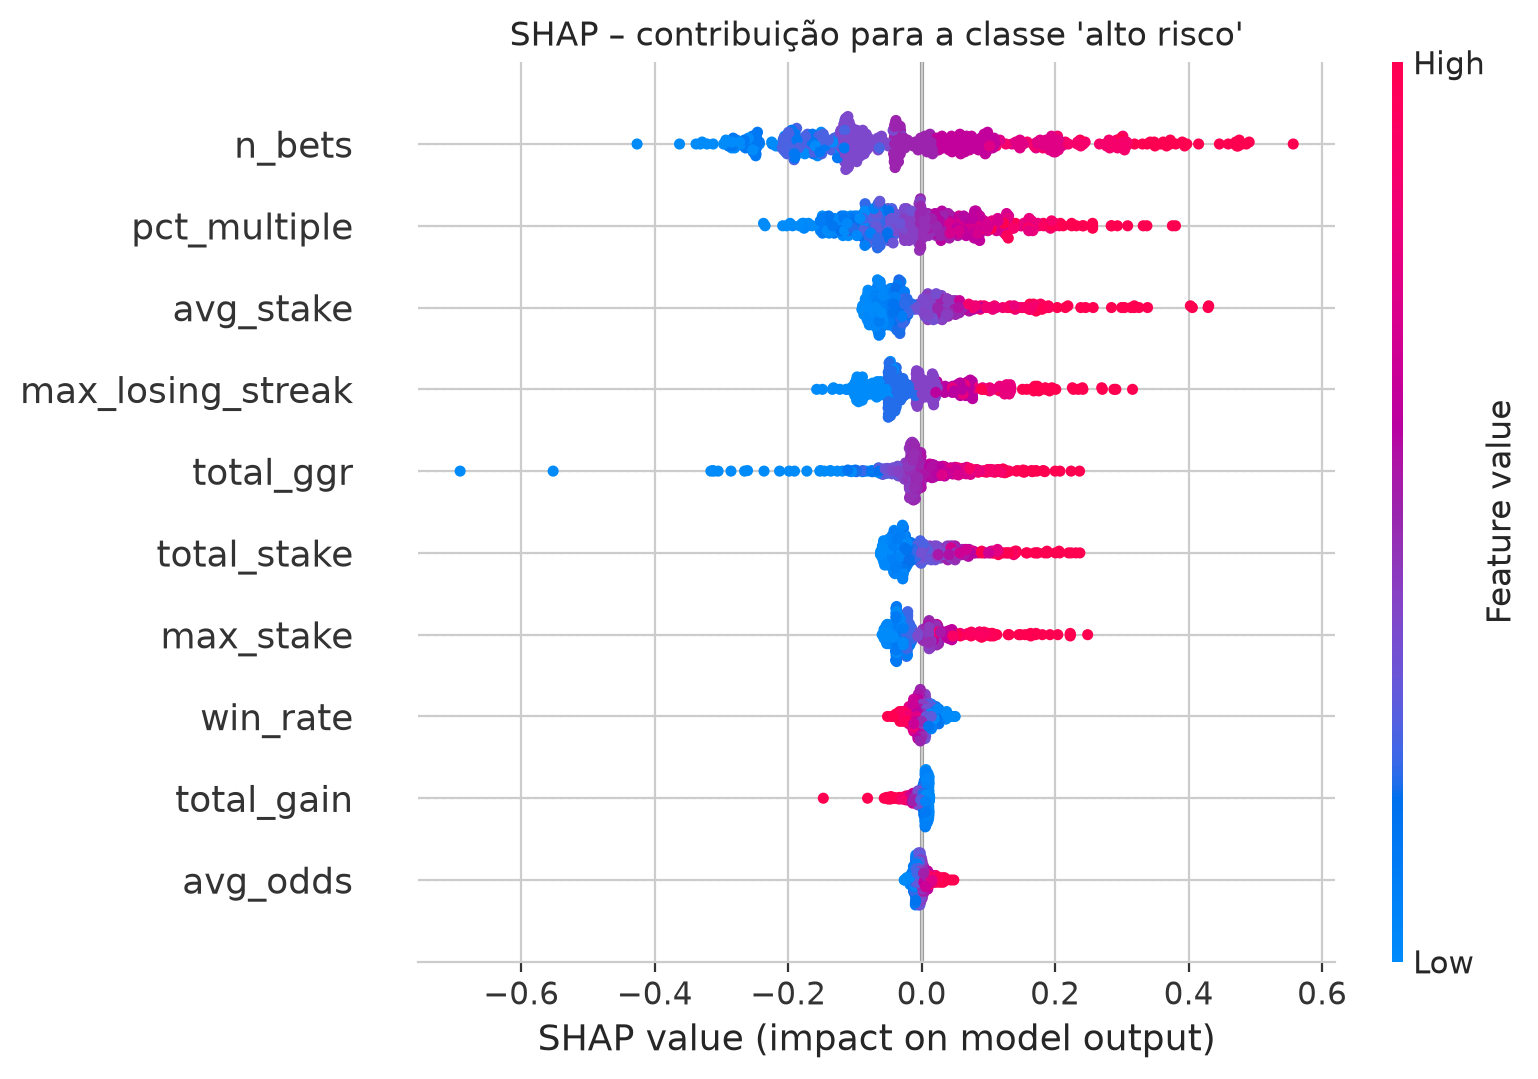 SHAP – contribuição para a classe 'alto risco'
High
n_bets
pct_multiple
avg_stake
max_losing_streak
total_ggr
total_stake
max_stake
win_rate
total_gain
avg_odds
Feature value
Low
−0.6 −0.4 −0.2 0.0 0.2 0.4 0.6
SHAP value (impact on model output)